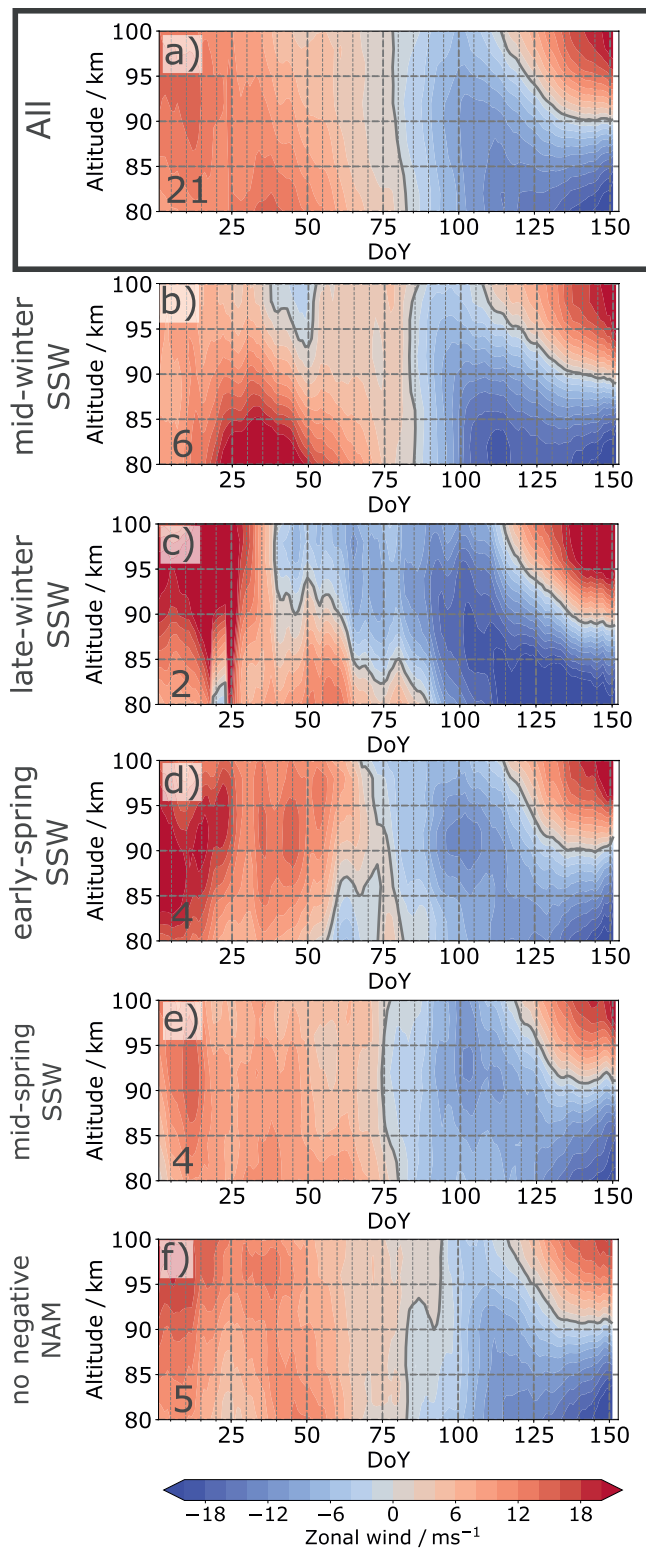 All
a)
Altitude / km
100
95
90
85
80
21
25 50 75 100 125 150
DoY
mid-winter
SSW
b)
Altitude / km
100
95
90
85
80
6
25 50 75 100 125 150
DoY
late-winter
SSW
c)
Altitude / km
100
95
90
85
80
2
25 50 75 100 125 150
DoY
early-spring
SSW
d)
Altitude / km
100
95
90
85
80
4
25 50 75 100 125 150
DoY
mid-spring
SSW
e)
Altitude / km
100
95
90
85
80
4
25 50 75 100 125 150
DoY
no negative
NAM
f)
Altitude / km
100
95
90
85
80
5
25 50 75 100 125 150
DoY
−18 −12 −6 0 6 12 18
Zonal wind / ms⁻¹